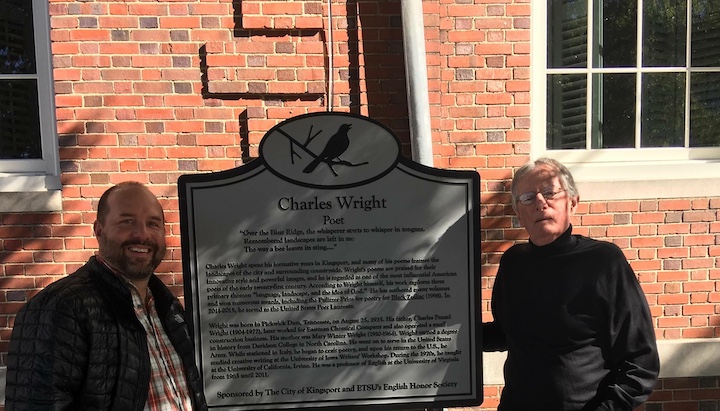 Charles Wright
Poet
"Over the Blue Ridge, the whisperer starts to whisper in tongues.
Remembered landscapes are left in me
The way a bee leaves its sting...."
Charles Wright spent his formative years in Kingsport, and many of his poems feature the
landscapes of the city and surrounding countryside. Wright's poems are praised for their
innovative style and powerful images, and he is regarded as one of the most influential American
poets of the early twenty-first century. According to Wright himself, his work explores three
primary themes: "language, landscape, and the idea of God." He has authored many volumes
and won numerous awards, including the Pulitzer Prize for poetry for Black Zodiac (1998). In
2014-2015, he served as the United States Poet Laureate.
Wright was born in Pickwick Dam, Tennessee, on August 25, 1935. His father, Charles Penzel
Wright (1904-1972), later worked for Eastman Chemical Company and also operated a small
construction business. His mother was Mary Winter Wright (1910-1964). Wright earned a degree
in history from Davidson College in North Carolina. He went on to serve in the United States
Army. While stationed in Italy, he began to craft poetry, and upon his return to the U.S., he
studied creative writing at the University of Iowa Writers' Workshop. During the 1970s, he taught
at the University of California, Irvine. He was a professor of English at the University of Virginia
from 1983 until 2011.
Sponsored by The City of Kingsport and ETSU's English Honor Society